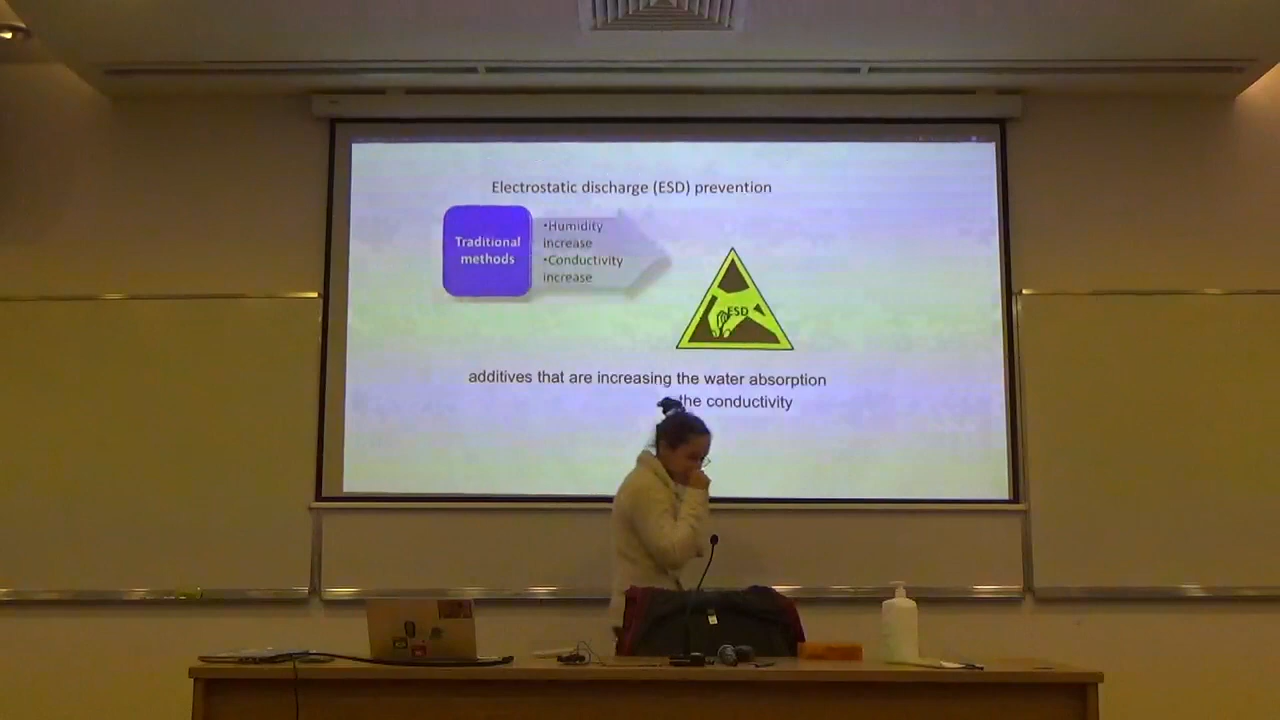 Electrostatic discharge (ESD) prevention
Traditional
methods
•Humidity
increase
•Conductivity
increase
ESD
additives that are increasing the water absorption
the conductivity